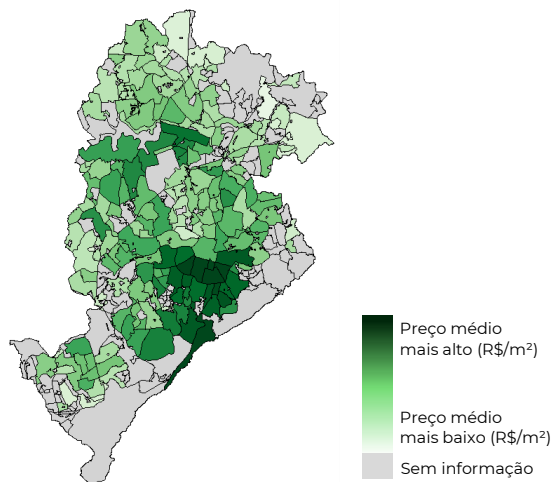 Preço médio
mais alto (R$/m²)
Preço médio
mais baixo (R$/m²)
Sem informação